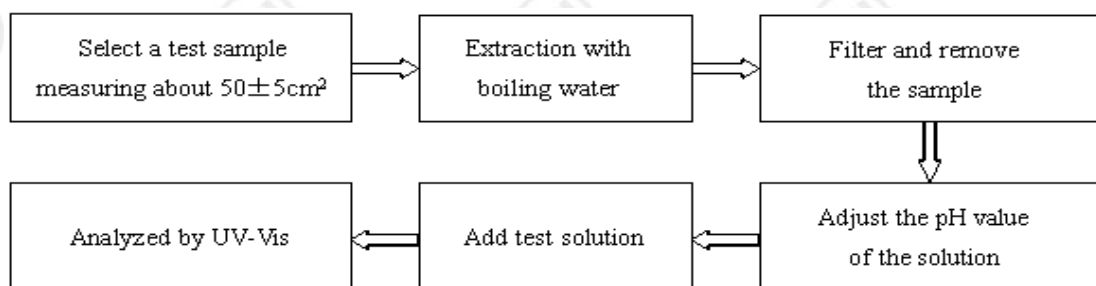 Select a test sample
measuring about 50±5cm²
Extraction with
boiling water
Filter and remove
the sample
Adjust the pH value
of the solution
Add test solution
Analyzed by UV-Vis